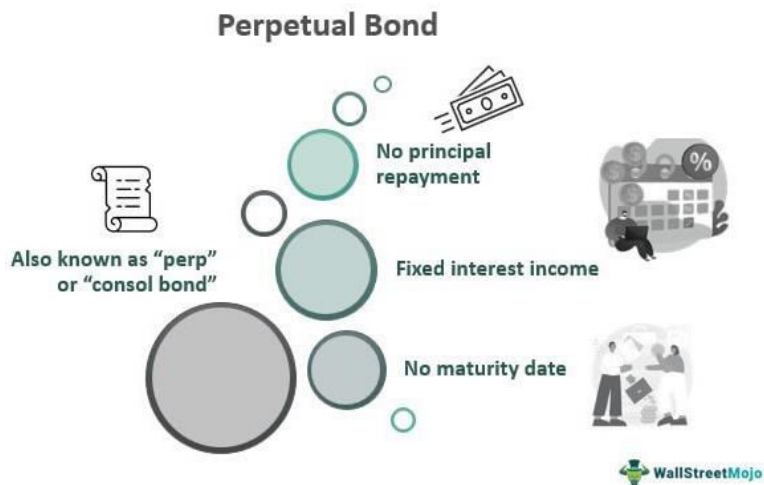 Perpetual Bond
No principal
repayment
%
Also known as “perp”
or “consol bond”
Fixed interest income
No maturity date
WallStreetMojo